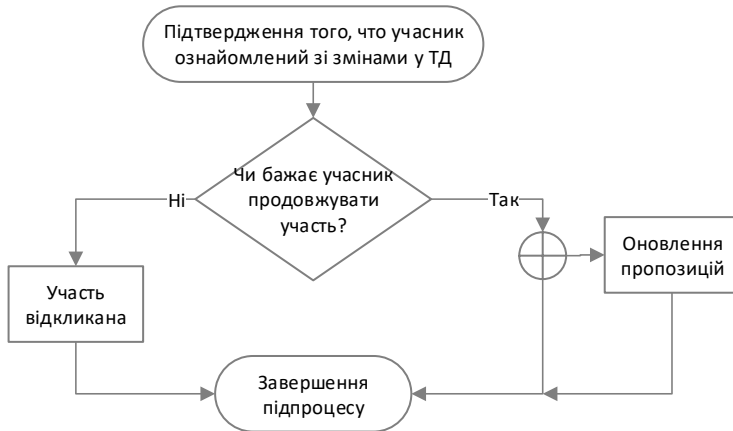 Підтвердження того, что учасник
ознайомлений зі змінами у ТД
Чи бажає учасник
продовжувати
участь?
Ні
Так
Оновлення
пропозицій
Участь
відкликана
Завершення
підпроцесу